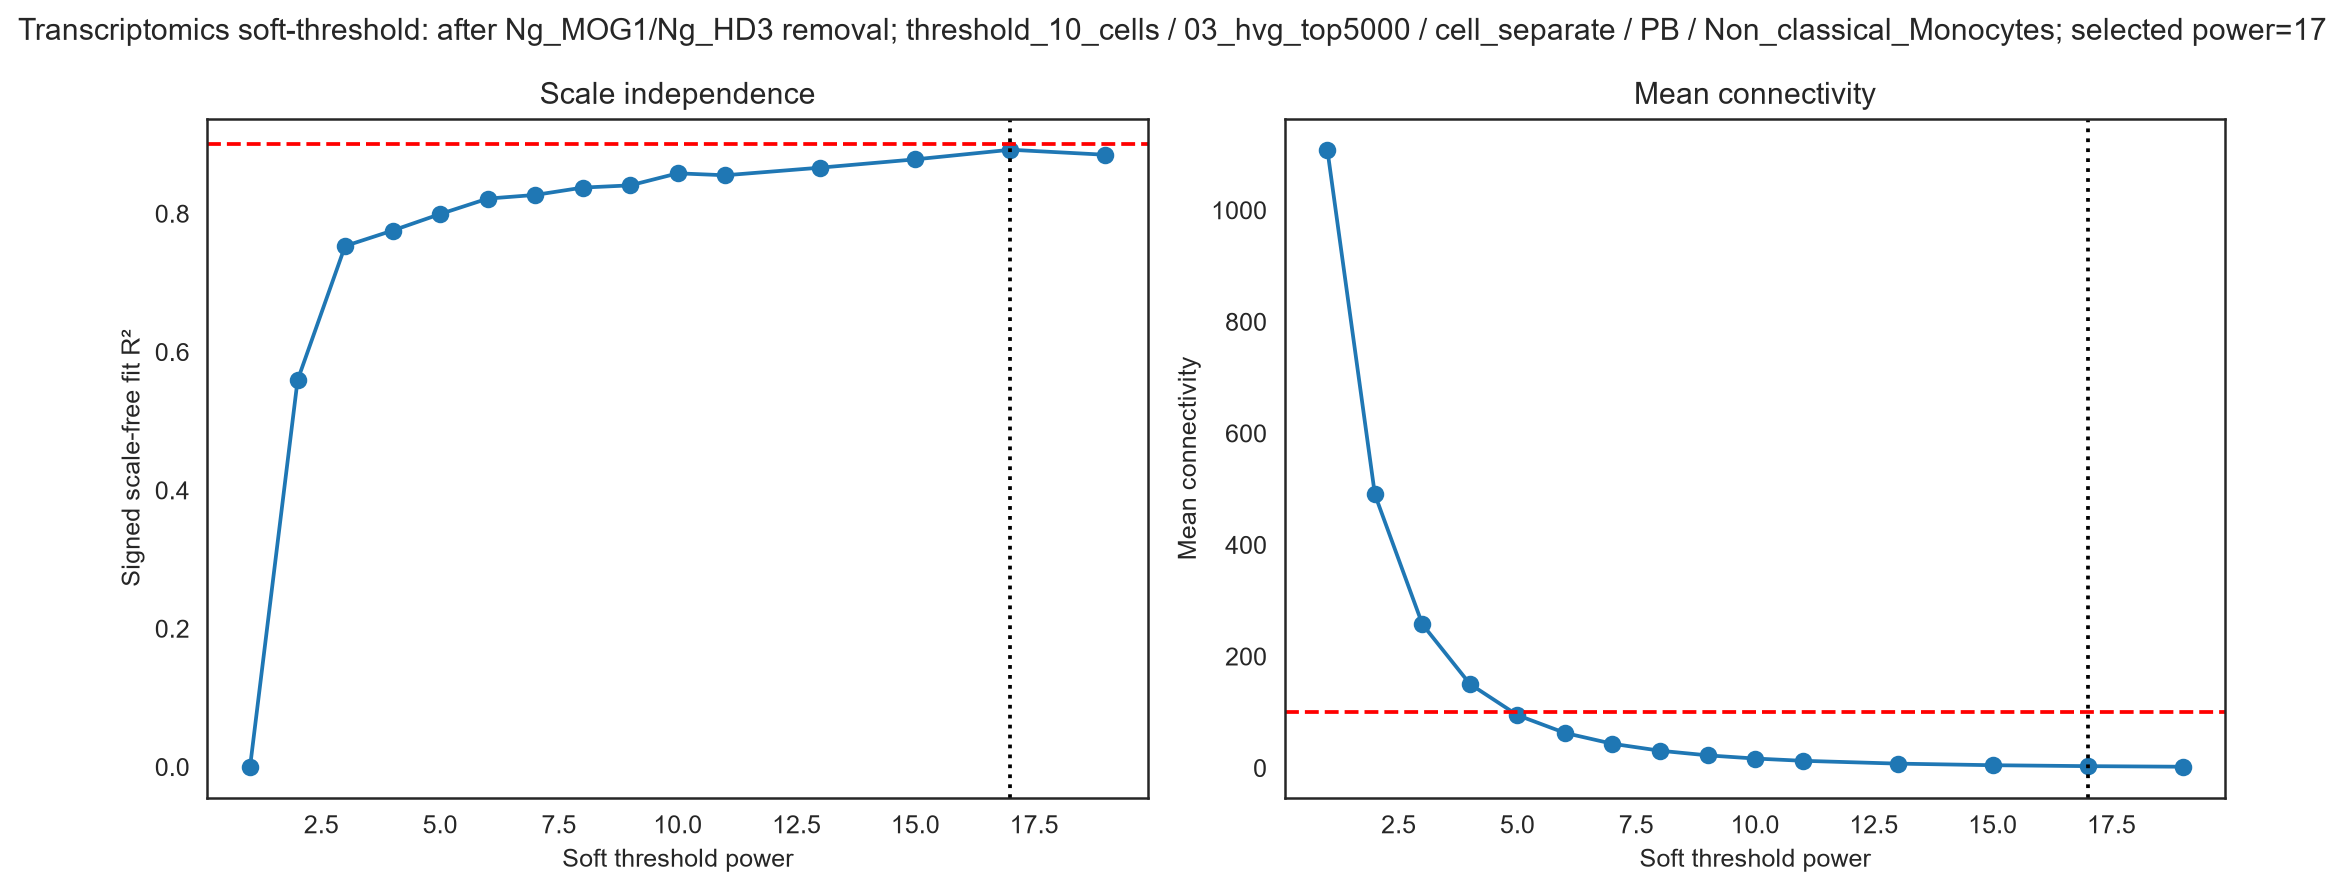 Transcriptomics soft-threshold: after Ng_MOG1/Ng_HD3 removal; threshold_10_cells / 03_hvg_top5000 / cell_separate / PB / Non_classical_Monocytes; selected power=17
Scale independence
Signed scale-free fit R²
0.8
0.6
0.4
0.2
0.0
2.5 5.0 7.5 10.0 12.5 15.0 17.5
Soft threshold power
Mean connectivity
Mean connectivity
1000
800
600
400
200
0
2.5 5.0 7.5 10.0 12.5 15.0 17.5
Soft threshold power